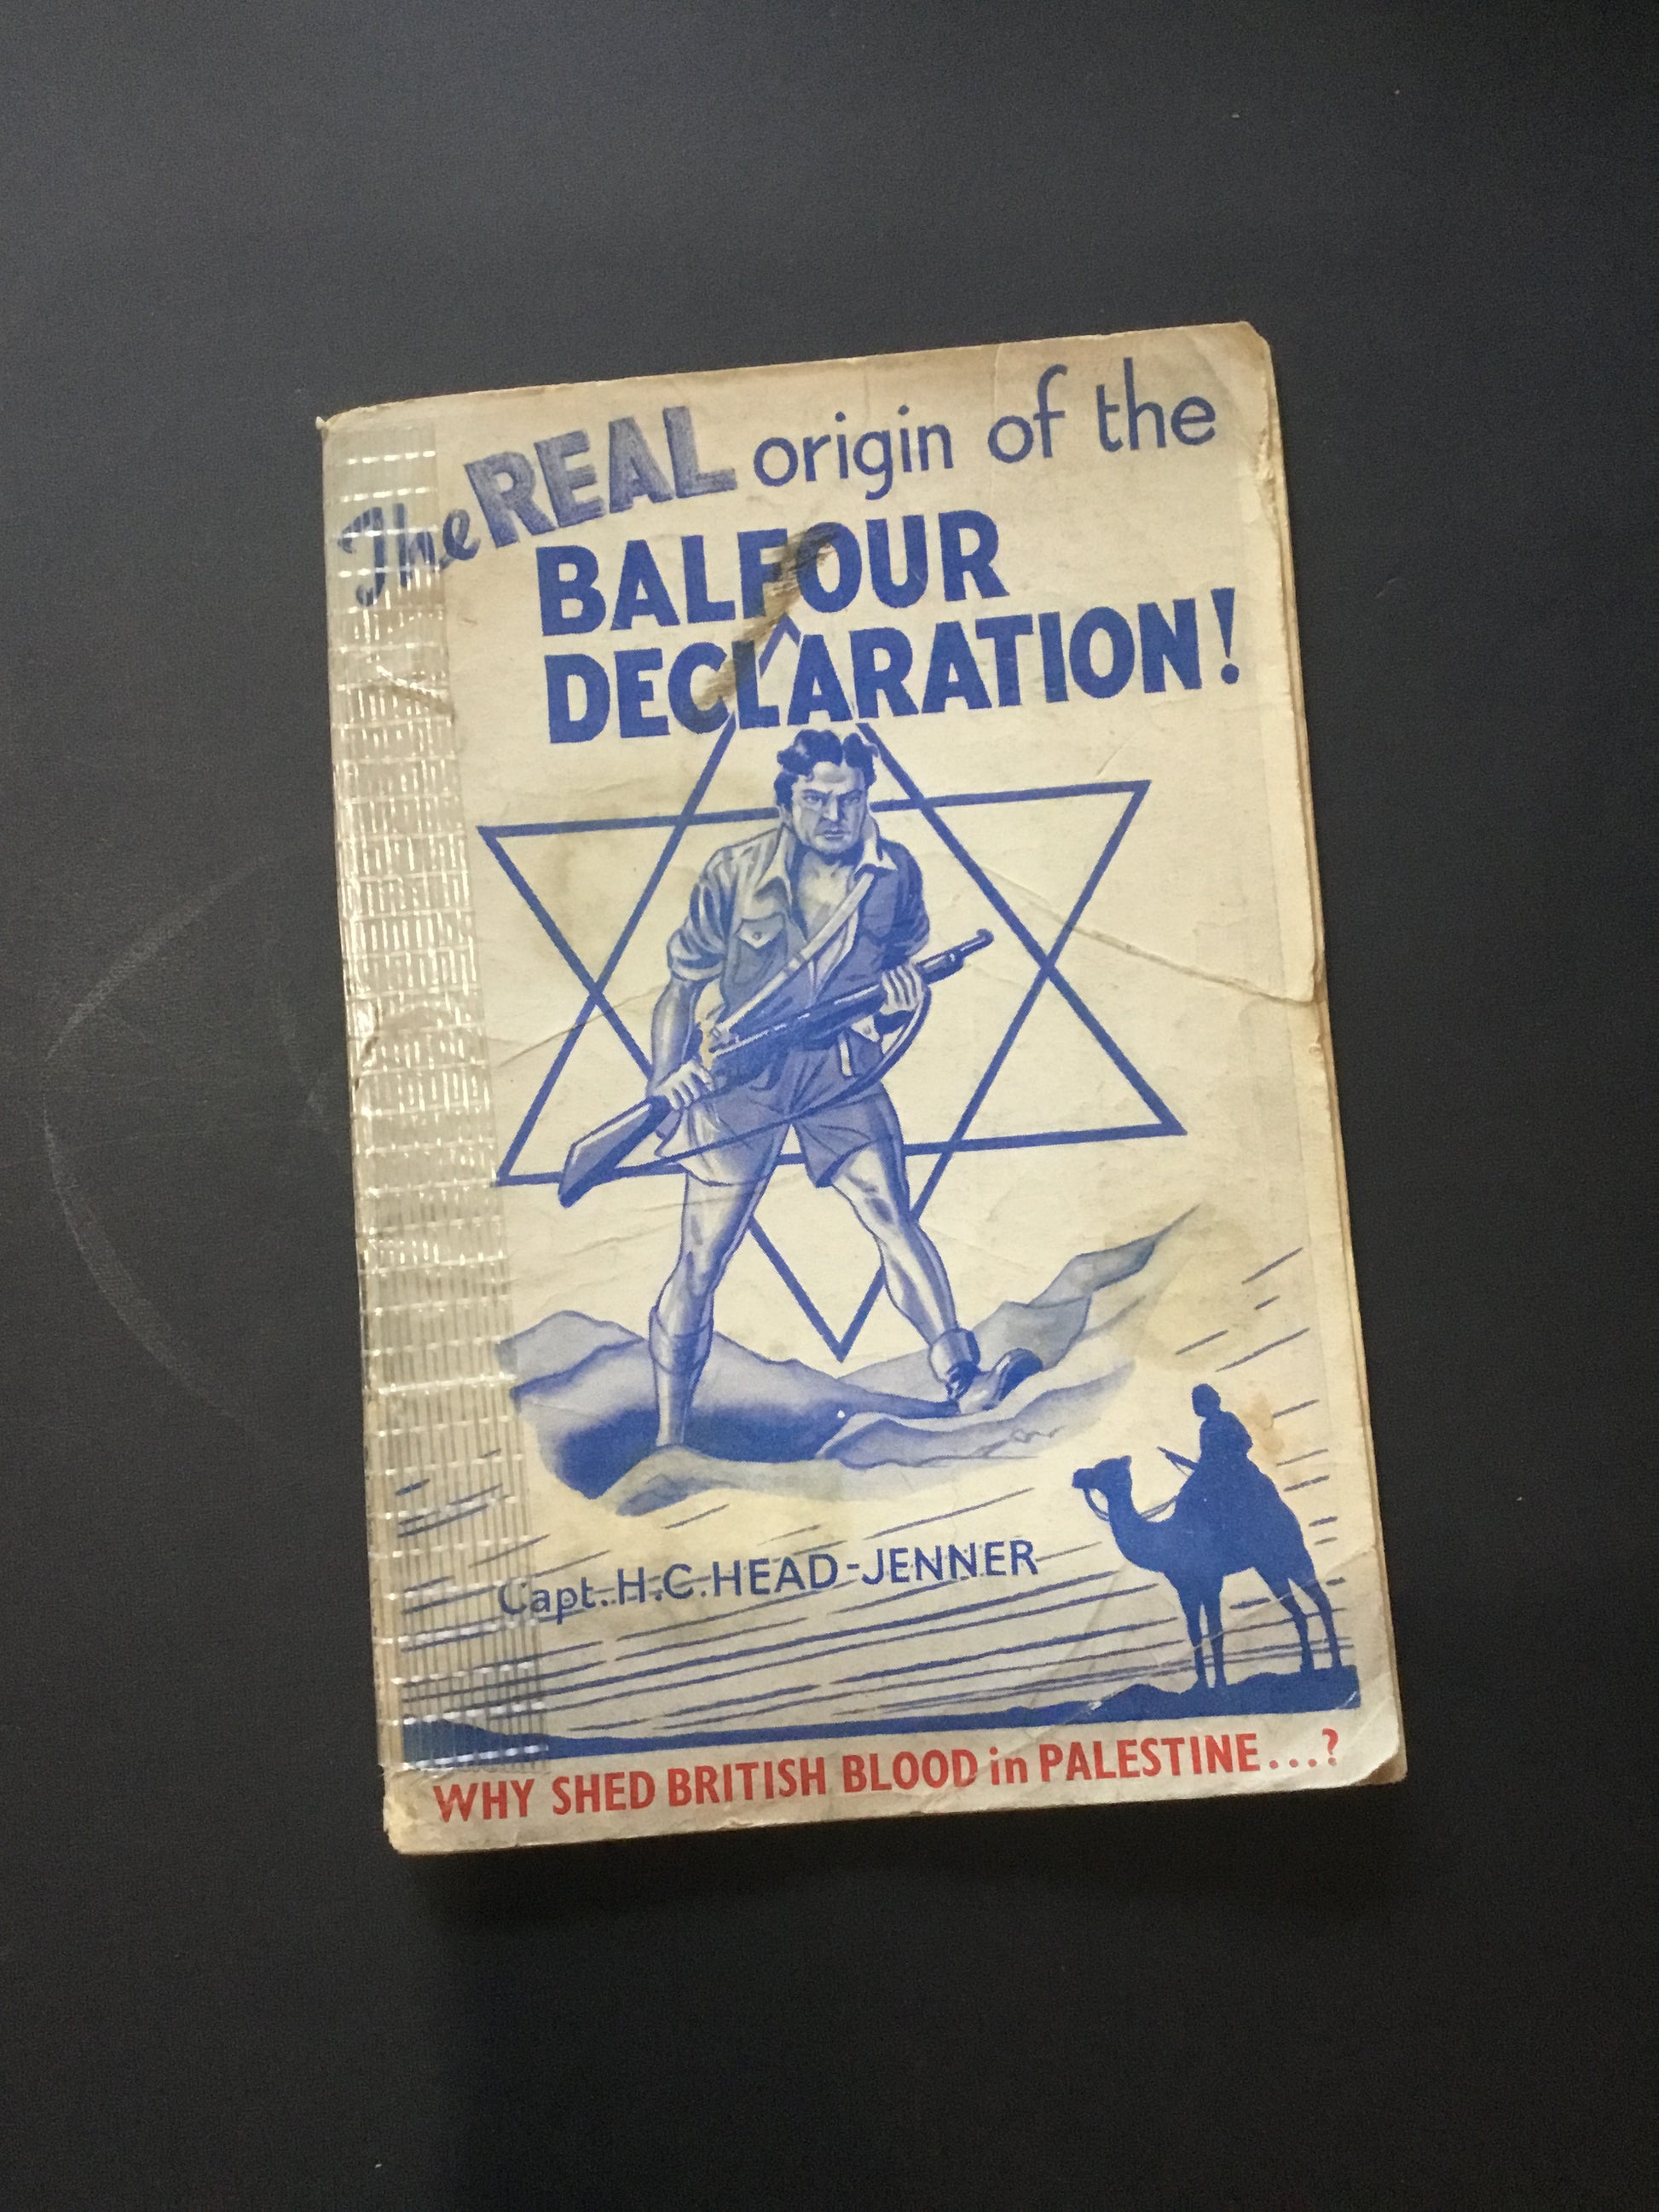 The REAL origin of the
BALFOUR
DECLARATION!
Capt. H.C. HEAD-JENNER
WHY SHED BRITISH BLOOD in PALESTINE...?